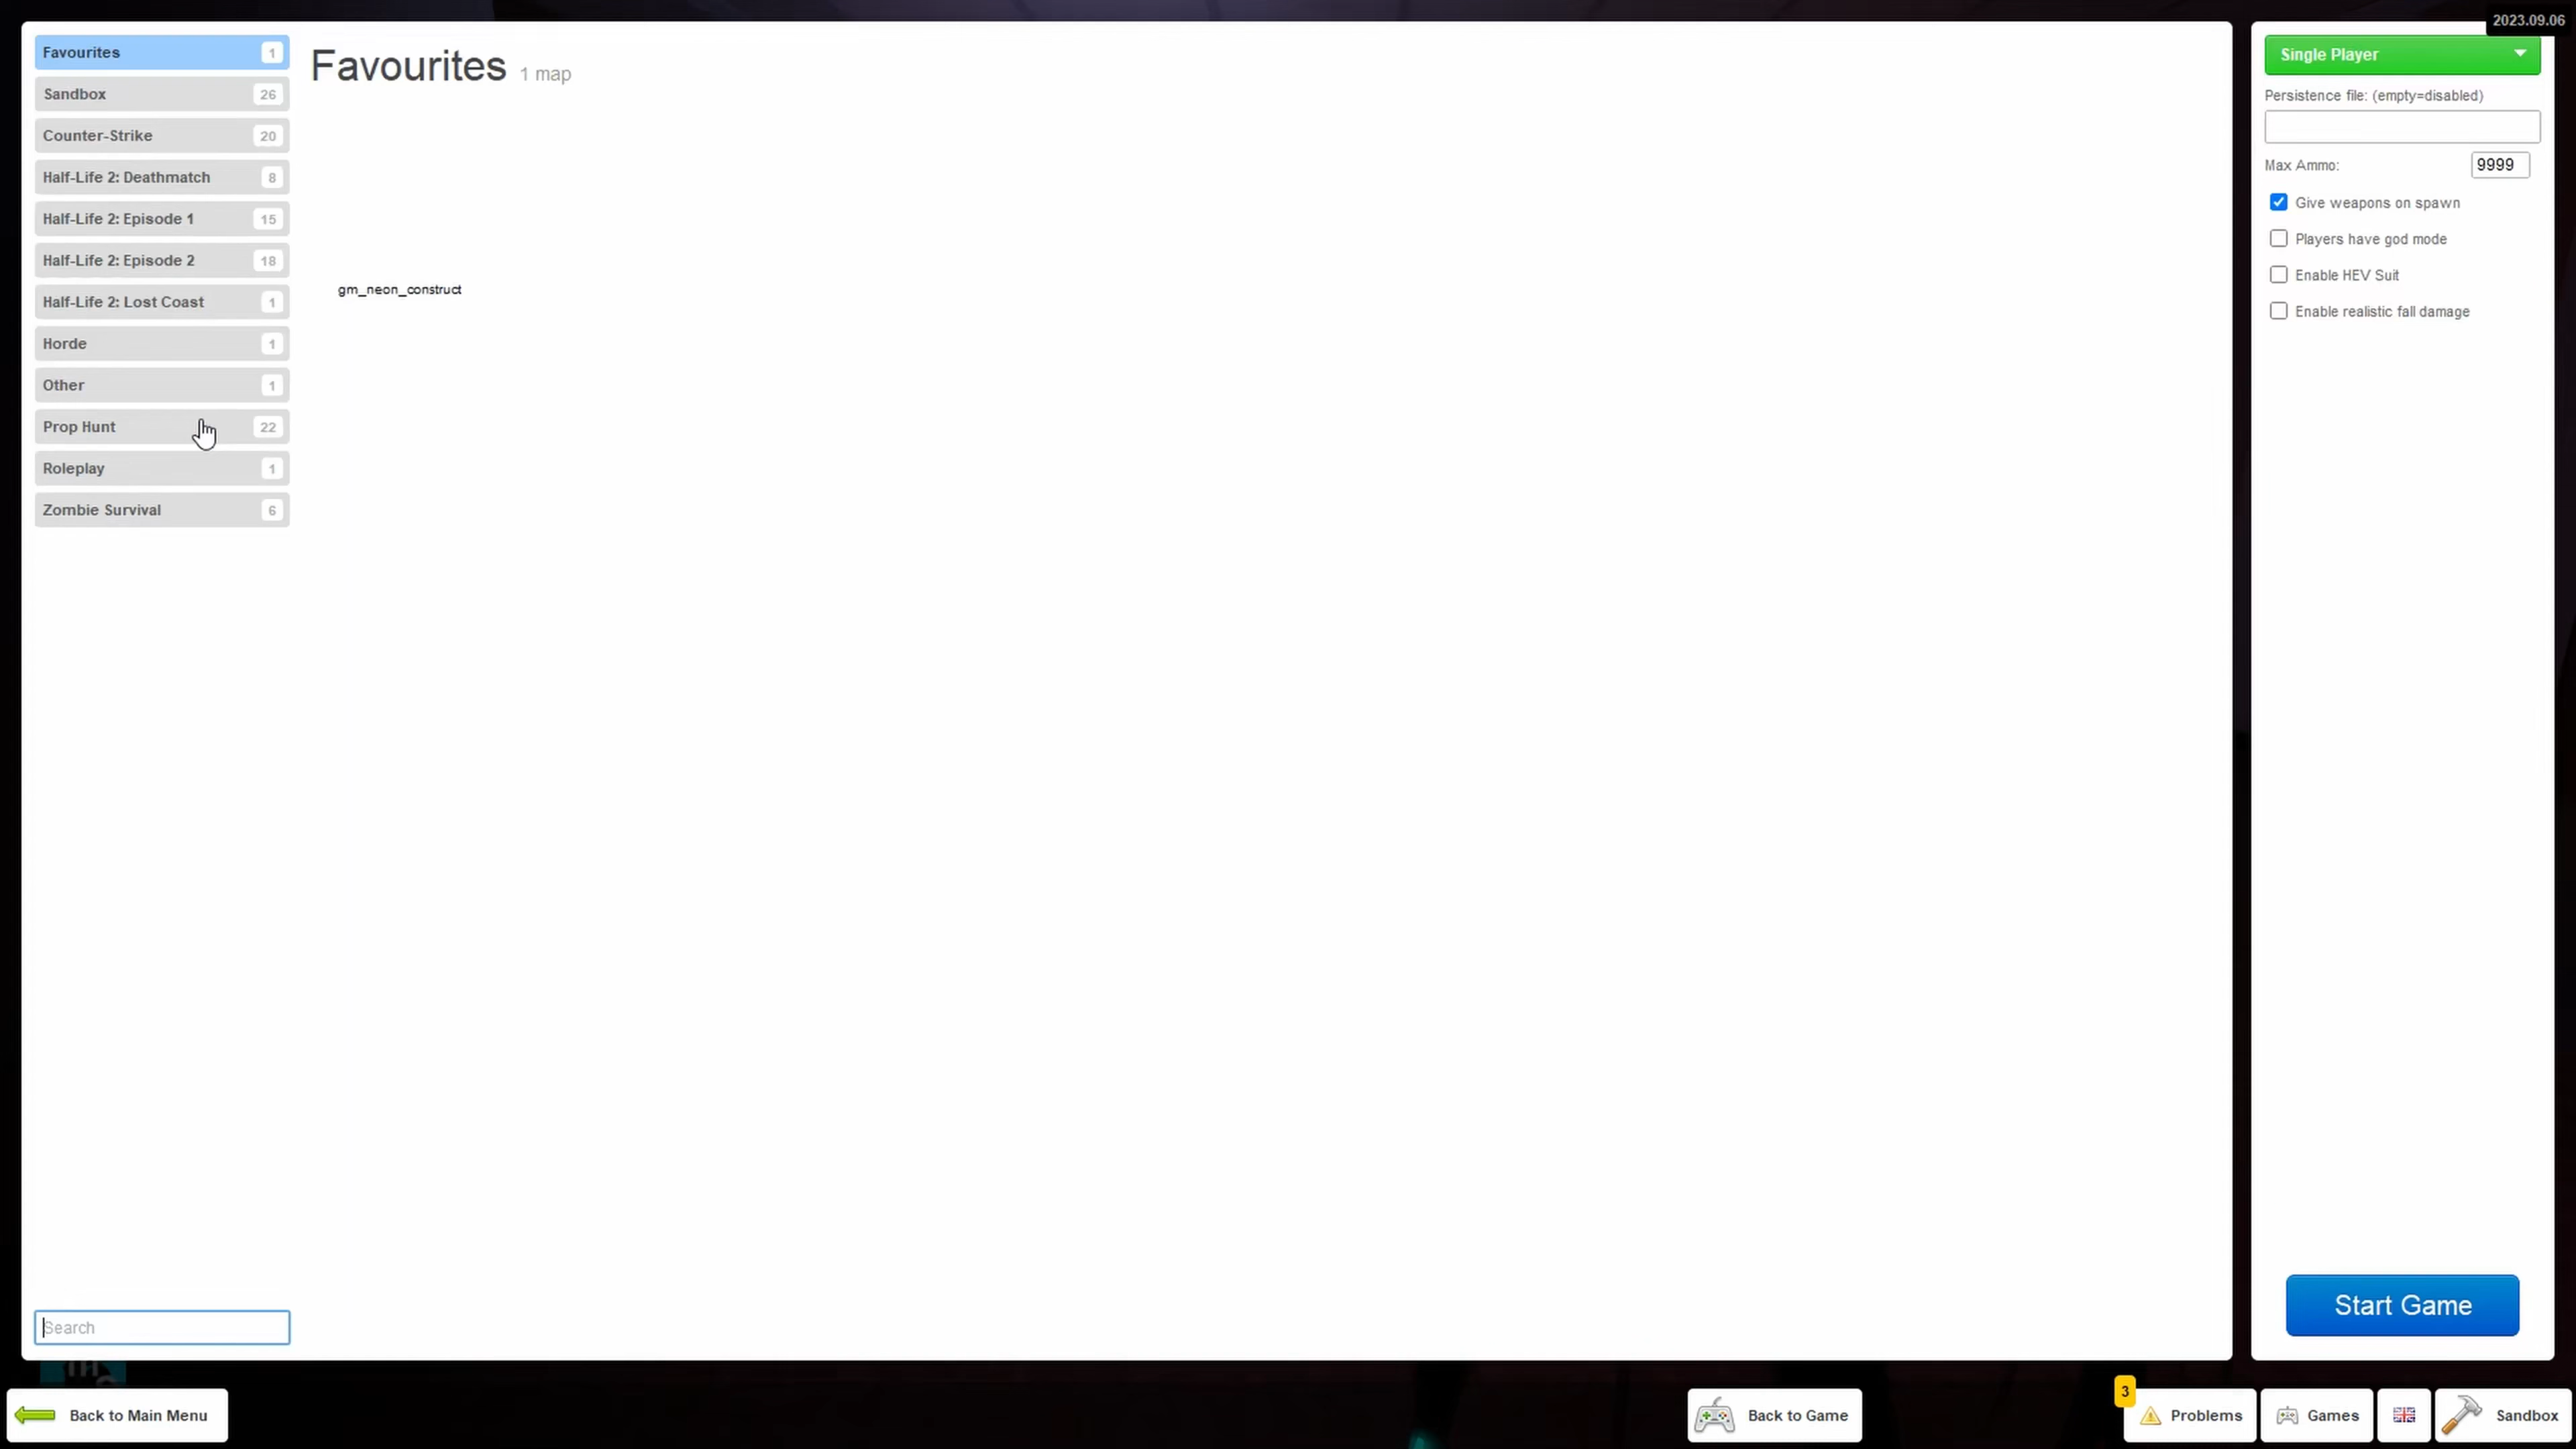 2023.09.06
Favourites 1
Sandbox 26
Counter-Strike 20
Half-Life 2: Deathmatch 8
Half-Life 2: Episode 1 15
Half-Life 2: Episode 2 18
Half-Life 2: Lost Coast 1
Horde 1
Other 1
Prop Hunt 22
Roleplay 1
Zombie Survival 6
Search
Favourites 1 map
gm_neon_construct
Single Player
Persistence file: (empty=disabled)
Max Ammo: 9999
Give weapons on spawn
Players have god mode
Enable HEV Suit
Enable realistic fall damage
Start Game
Back to Main Menu
Back to Game
3
Problems
Games
Sandbox